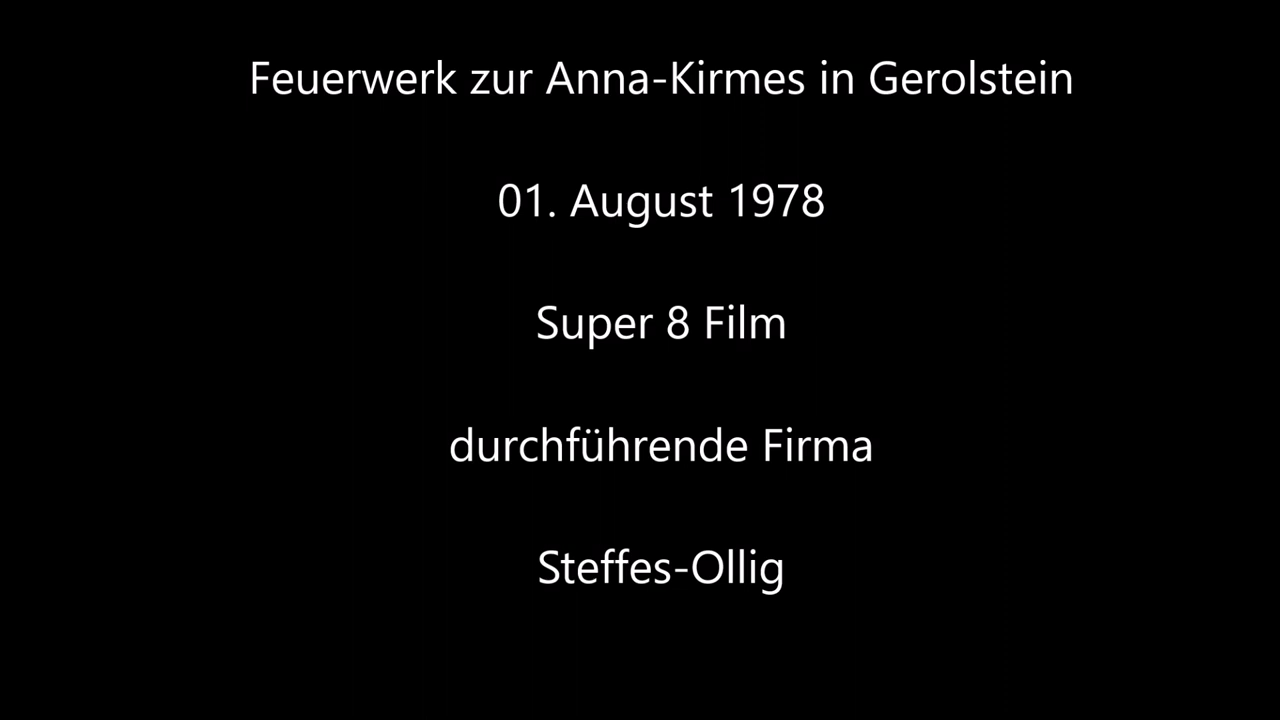 Feuerwerk zur Anna-Kirmes in Gerolstein
01. August 1978
Super 8 Film
durchführende Firma
Steffes-Ollig